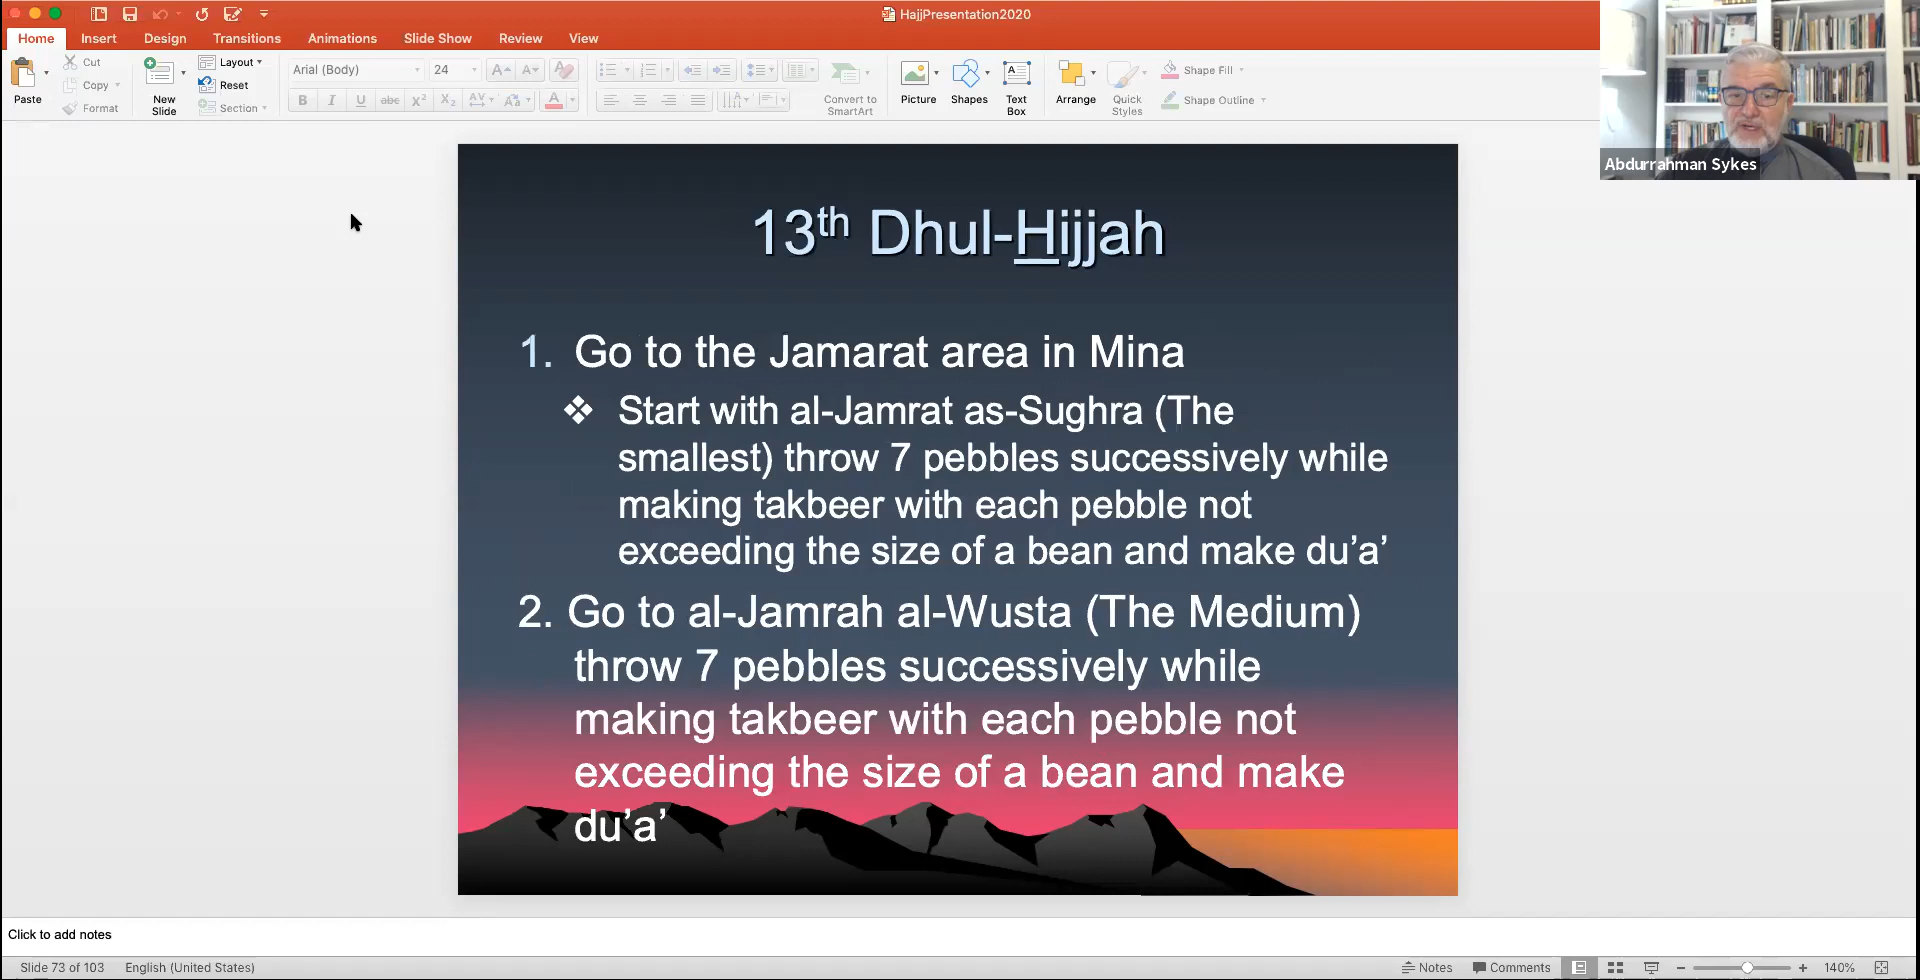 HajjPresentation2020
Home Insert Design Transitions Animations Slide Show Review View
Paste Cut Copy Format
New Slide Layout Reset Section
Arial (Body) 24
Convert to SmartArt
Picture Shapes Text Box Arrange Quick Styles
Shape Fill
Shape Outline
Abdurrahman Sykes
13th Dhul-Hijjah
1. Go to the Jamarat area in Mina
❖ Start with al-Jamrat as-Sughra (The
smallest) throw 7 pebbles successively while
making takbeer with each pebble not
exceeding the size of a bean and make du’a’
2. Go to al-Jamrah al-Wusta (The Medium)
throw 7 pebbles successively while
making takbeer with each pebble not
exceeding the size of a bean and make
du’a’
Click to add notes
Slide 73 of 103 English (United States) Notes Comments 140%